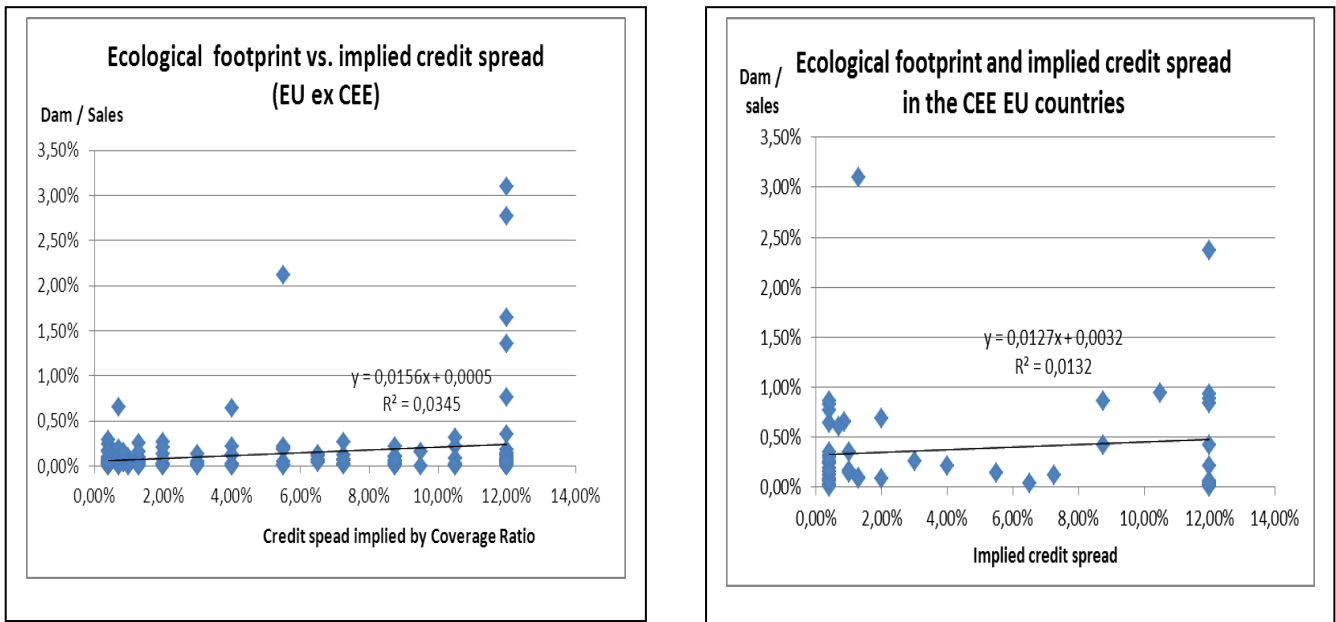 Ecological footprint vs. implied credit spread
(EU ex CEE)
Dam / Sales
3,50%
3,00%
2,50%
2,00%
1,50%
1,00%
0,50%
0,00%
y = 0,0156x + 0,0005
R² = 0,0345
0,00% 2,00% 4,00% 6,00% 8,00% 10,00% 12,00% 14,00%
Credit spead implied by Coverage Ratio
Ecological footprint and implied credit spread
in the CEE EU countries
Dam /
sales
3,50%
3,00%
2,50%
2,00%
1,50%
1,00%
0,50%
0,00%
y = 0,0127x + 0,0032
R² = 0,0132
0,00% 2,00% 4,00% 6,00% 8,00% 10,00% 12,00% 14,00%
Implied credit spread